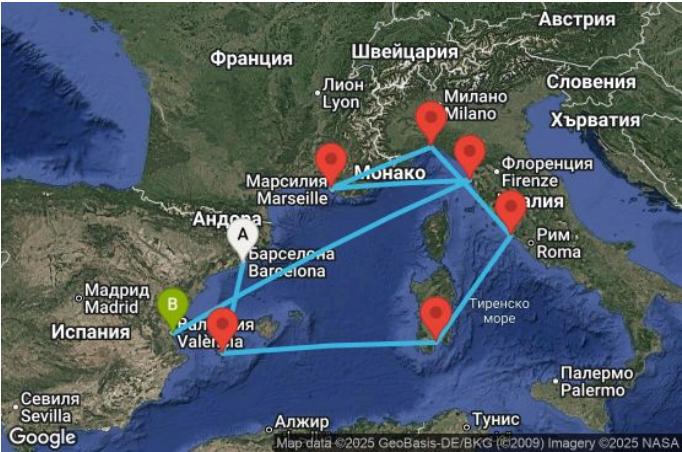 Австрия
Швейцария
Франция
Словения
Лион
Lyon
Милано
Milano
Хърватия
Монако
Флоренция
Firenze
Марсилия
Marseille
алия
Андора
A
Рим
Roma
Барселона
Barcelona
Мадрид
Madrid
B
Тиренско
море
Испания
València
Палермо
Palermo
Севиля
Sevilla
Алжир
Тунис
Google
Map data ©2025 GeoBasis-DE/BKG (©2009) Imagery ©2025 NASA